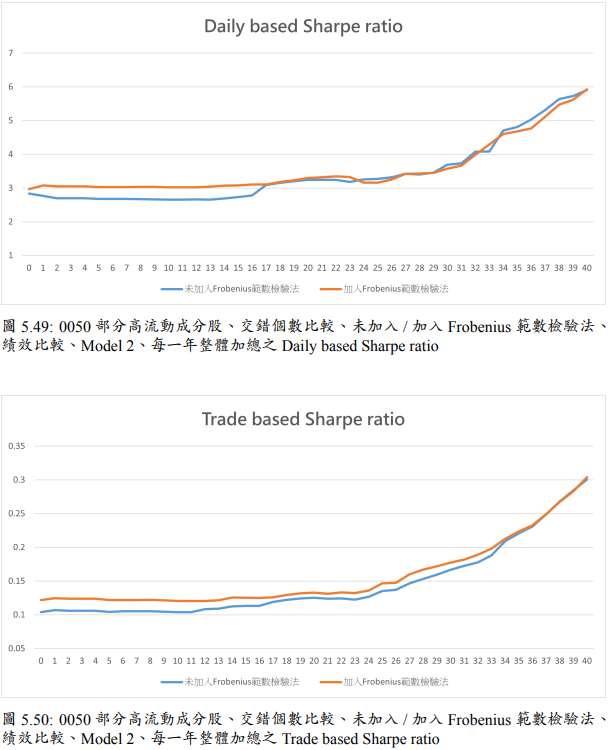 Daily based Sharpe ratio
7
6
5
4
3
2
1
0 1 2 3 4 5 6 7 8 9 10 11 12 13 14 15 16 17 18 19 20 21 22 23 24 25 26 27 28 29 30 31 32 33 34 35 36 37 38 39 40
未加入Frobenius範數檢驗法 加入Frobenius範數檢驗法
圖 5.49: 0050 部分高流動成分股、交錯個數比較、未加入 / 加入 Frobenius 範數檢驗法、
績效比較、Model 2、每一年整體加總之 Daily based Sharpe ratio
Trade based Sharpe ratio
0.35
0.3
0.25
0.2
0.15
0.1
0.05
0 1 2 3 4 5 6 7 8 9 10 11 12 13 14 15 16 17 18 19 20 21 22 23 24 25 26 27 28 29 30 31 32 33 34 35 36 37 38 39 40
未加入Frobenius範數檢驗法 加入Frobenius範數檢驗法
圖 5.50: 0050 部分高流動成分股、交錯個數比較、未加入 / 加入 Frobenius 範數檢驗法、
績效比較、Model 2、每一年整體加總之 Trade based Sharpe ratio